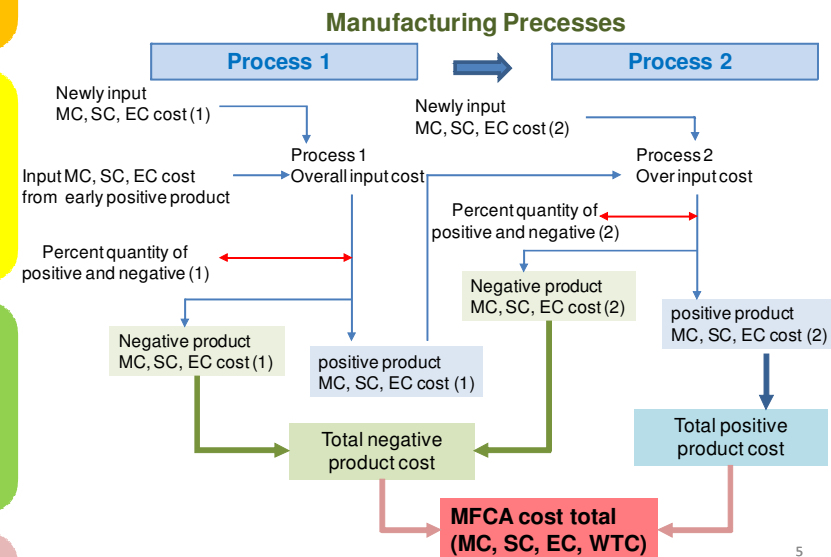 Manufacturing Precesses
Process 1
Process 2
Newly input
MC, SC, EC cost (1)
Newly input
MC, SC, EC cost (2)
Process 1
Overall input cost
Process 2
Over input cost
Input MC, SC, EC cost
from early positive product
Percent quantity of
positive and negative (2)
Percent quantity of
positive and negative (1)
Negative product
MC, SC, EC cost (2)
positive product
MC, SC, EC cost (2)
Negative product
MC, SC, EC cost (1)
positive product
MC, SC, EC cost (1)
Total negative
product cost
Total positive
product cost
MFCA cost total
(MC, SC, EC, WTC)
5